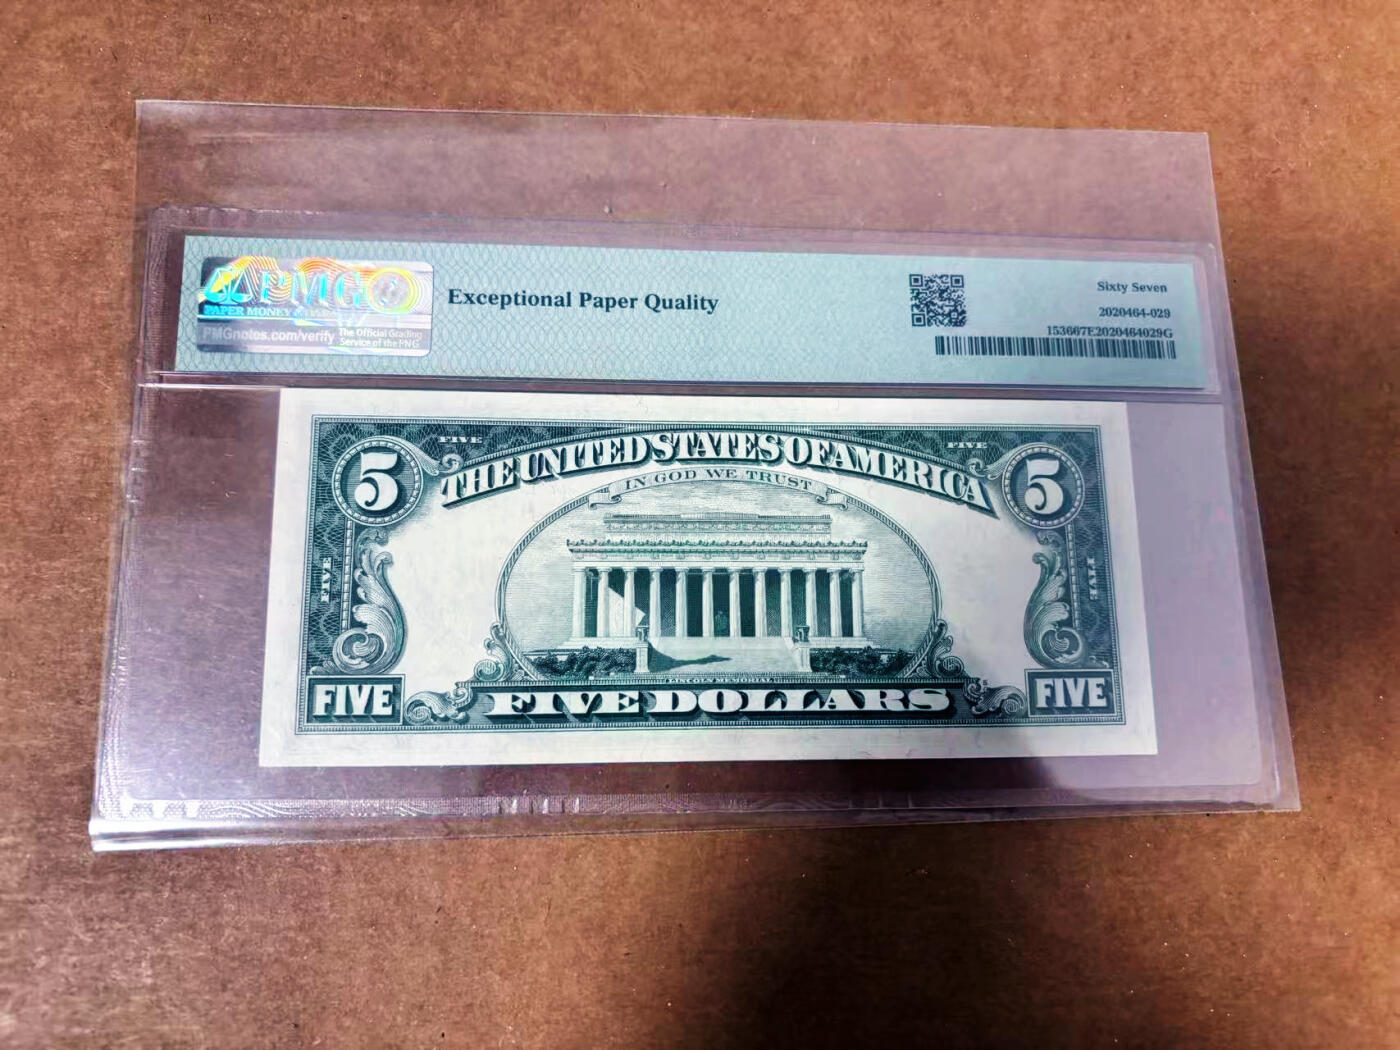 PMG
PAPER MONEY GUARANTY
PMGnotes.com/verify
The Official Grading
Service of the PNG
Exceptional Paper Quality
Sixty Seven
2020464-029
153667E2020464029G
FIVE
FIVE
5
THE UNITED STATES OF AMERICA
5
IN GOD WE TRUST
FIVE
FIVE
LINCOLN MEMORIAL
FIVE
FIVE DOLLARS
FIVE